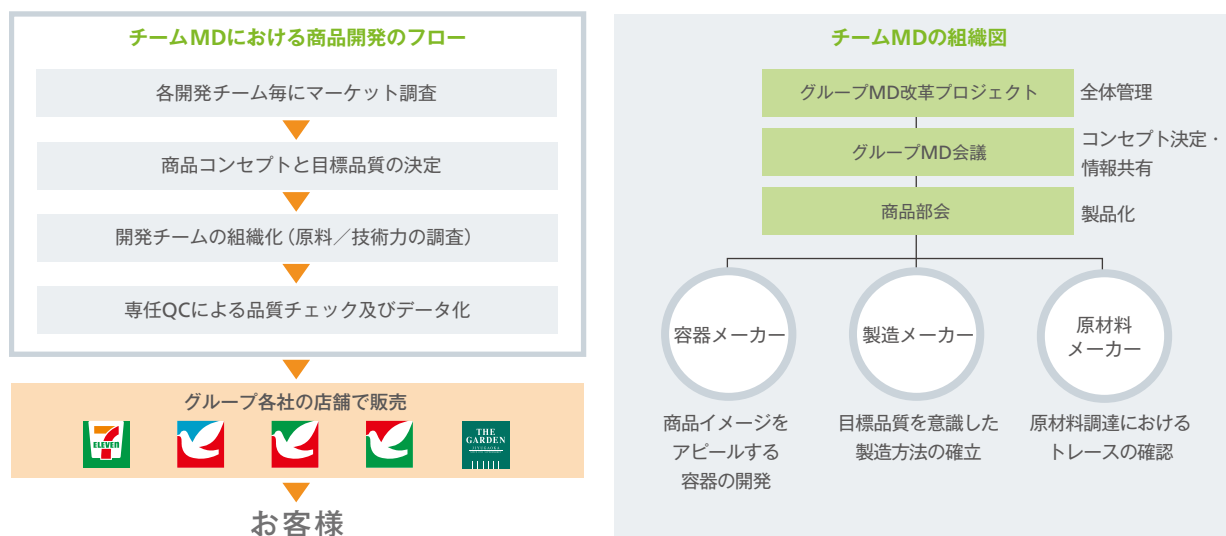 チームMDにおける商品開発のフロー
各開発チーム毎にマーケット調査
商品コンセプトと目標品質の決定
開発チームの組織化（原料／技術力の調査）
専任QCによる品質チェック及びデータ化
グループ各社の店舗で販売
7
ELEVEn
THE
GARDEN
お客様
チームMDの組織図
グループMD改革プロジェクト
全体管理
グループMD会議
コンセプト決定・
情報共有
商品部会
製品化
容器メーカー
製造メーカー
原材料
メーカー
商品イメージを
アピールする
容器の開発
目標品質を意識した
製造方法の確立
原材料調達における
トレースの確認